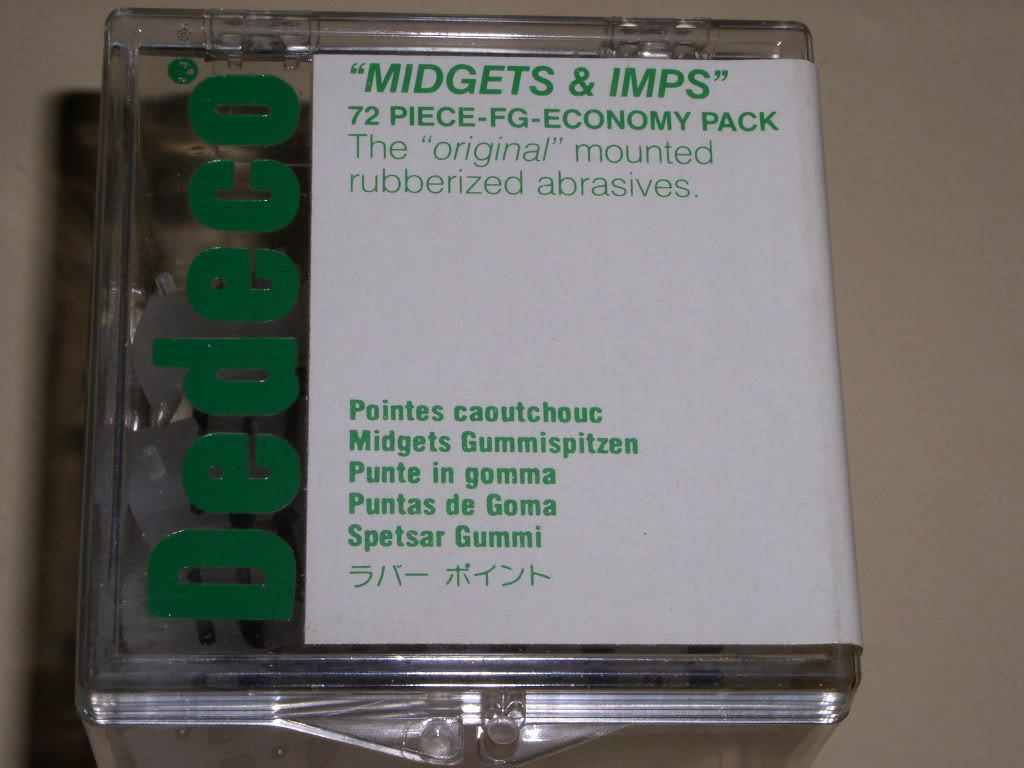 Dedeco®
“MIDGETS & IMPS”
72 PIECE-FG-ECONOMY PACK
The “original” mounted
rubberized abrasives.
Pointes caoutchouc
Midgets Gummispitzen
Punte in gomma
Puntas de Goma
Spetsar Gummi
ラバー ポイント